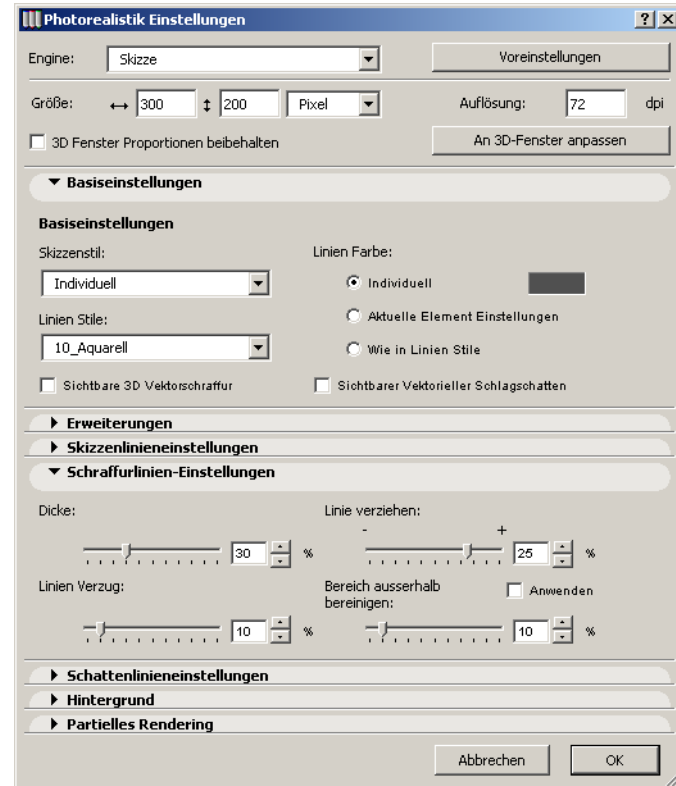 Photorealistik Einstellungen
Engine: Skizze Voreinstellungen
Größe: 300 200 Pixel Auflösung: 72 dpi
3D Fenster Proportionen beibehalten An 3D-Fenster anpassen
Basiseinstellungen
Basiseinstellungen
Skizzenstil: Linien Farbe:
Individuell Individuell
Linien Stile: Aktuelle Element Einstellungen
10_Aquarell Wie in Linien Stile
Sichtbare 3D Vektorschraffur Sichtbarer Vektorieller Schlagschatten
Erweiterungen
Skizzenlinieneinstellungen
Schraffurlinien-Einstellungen
Dicke: Linie verziehen:
- +
30 % 25 %
Linien Verzug: Bereich ausserhalb bereinigen: Anwenden
10 % 10 %
Schattenlinieneinstellungen
Hintergrund
Partielles Rendering
Abbrechen OK